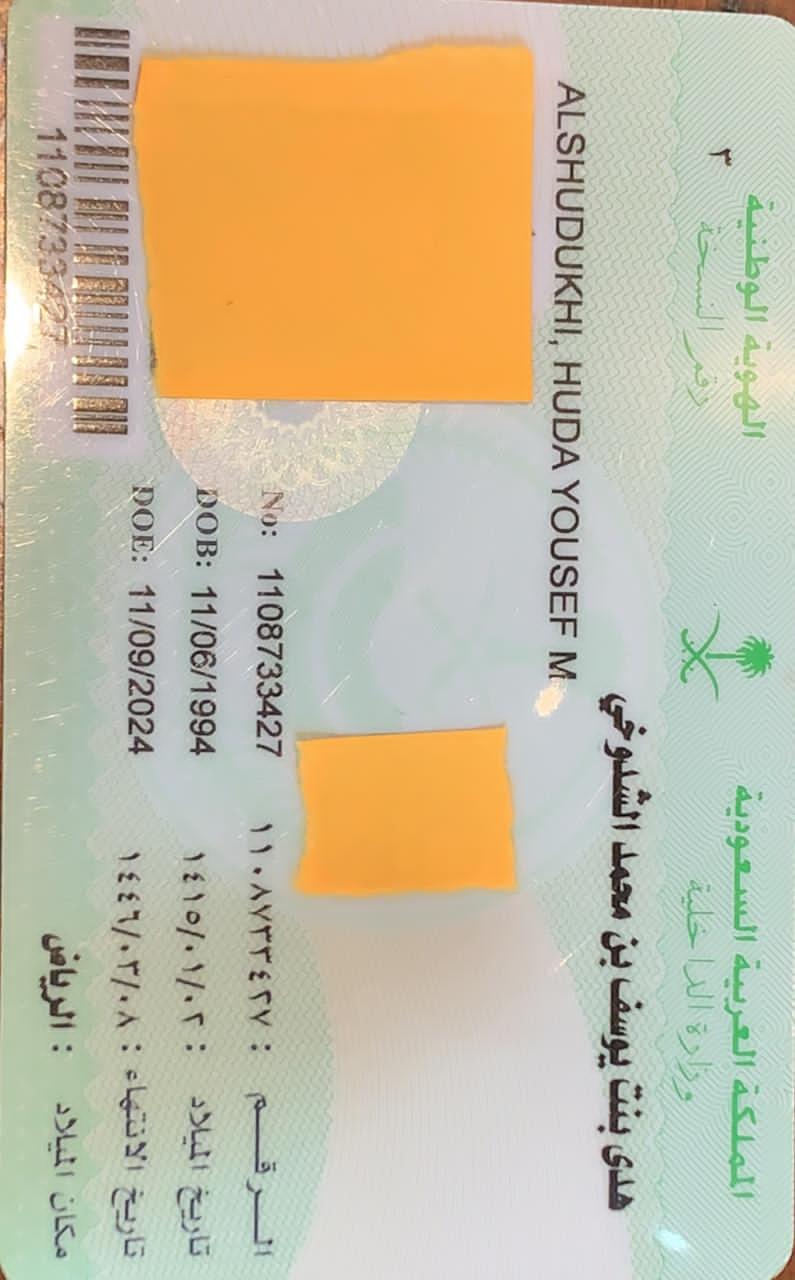 المملكة العربية السعودية
وزارة الداخلية
الهوية الوطنية
رقم النسخة ٣
هدى بنت يوسف بن محمد الشدوخي
ALSHUDUKHI, HUDA YOUSEF M
الرقم : ١١٠٨٧٣٣٤٢٧
No: 1108733427
تاريخ الميلاد : ١٤١٥/٠١/٠٢
DOB: 11/06/1994
تاريخ الانتهاء : ١٤٤٦/٠٣/٠٨
DOE: 11/09/2024
مكان الميلاد : الرياض
1108733427